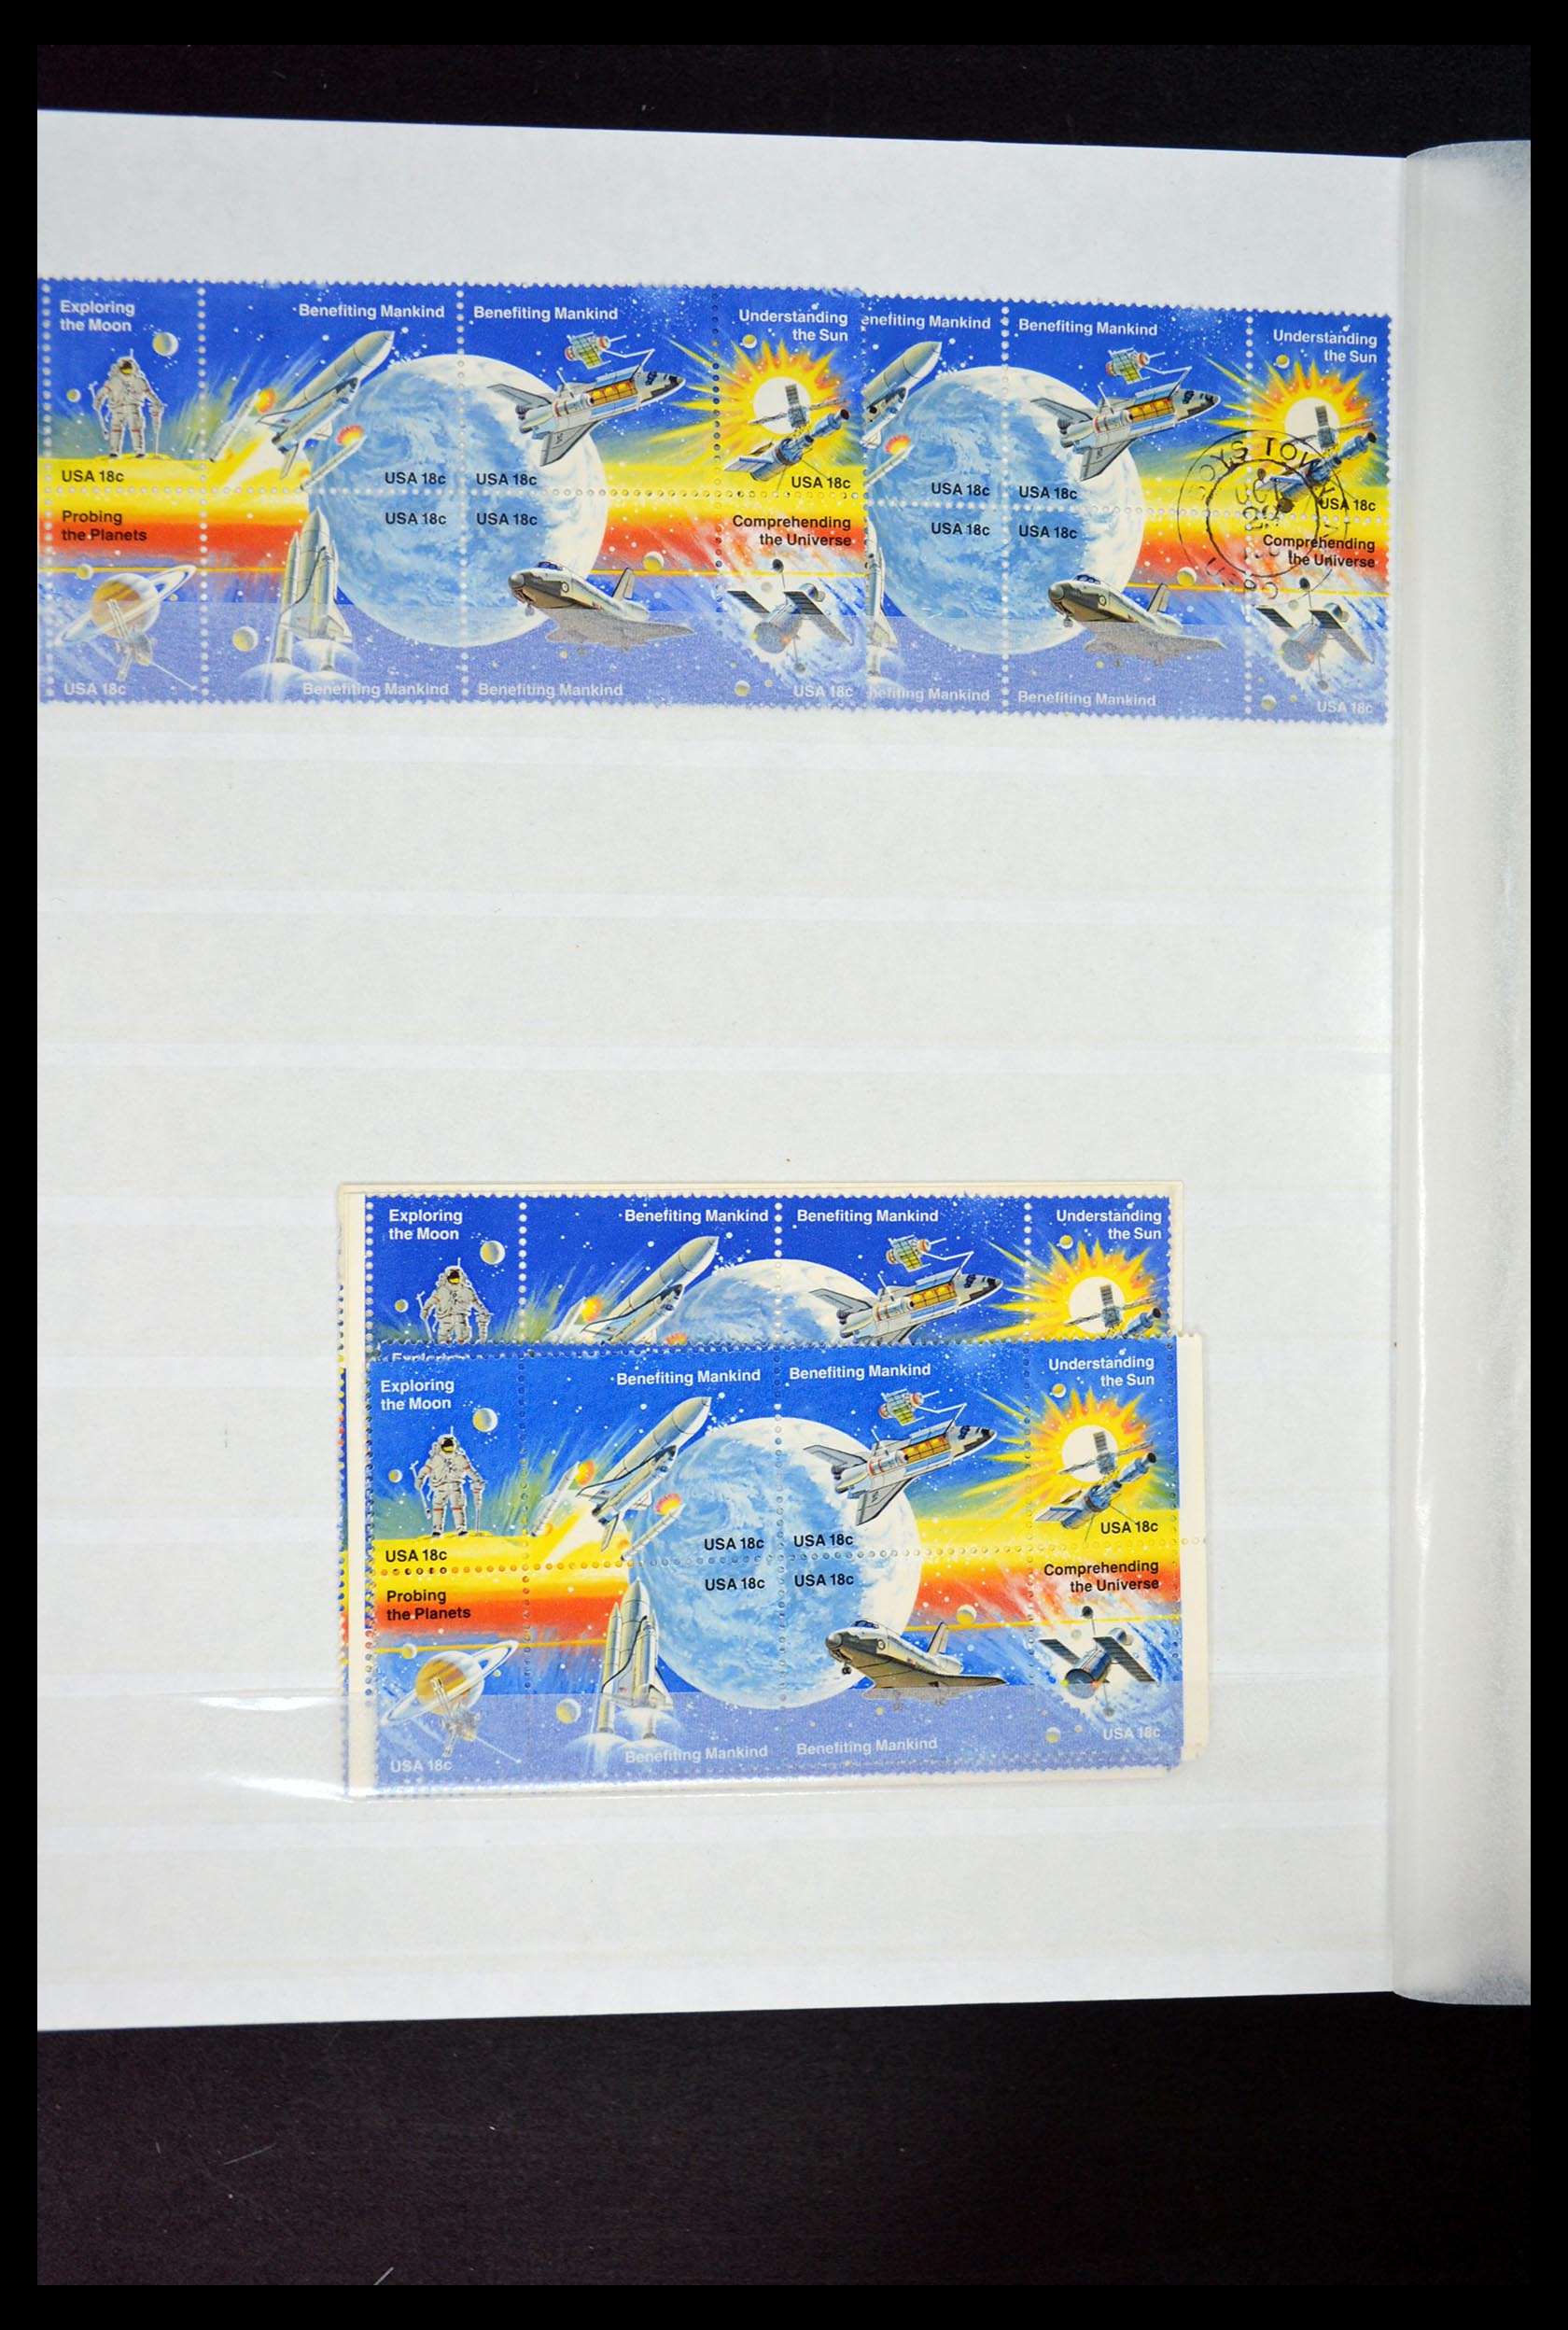 Exploring
the Moon
USA 18c
Benefiting Mankind
USA 18c
Benefiting Mankind
USA 18c
Understanding
the Sun
USA 18c
Probing
the Planets
USA 18c
USA 18c
Benefiting Mankind
USA 18c
Benefiting Mankind
Comprehending
the Universe
USA 18c
enefiting Mankind
USA 18c
Benefiting Mankind
USA 18c
Understanding
the Sun
USA 18c
USA 18c
nefiting Mankind
USA 18c
Benefiting Mankind
Comprehending
the Universe
USA 18c
Exploring
the Moon
Benefiting Mankind
Benefiting Mankind
Understanding
the Sun
Exploring
the Moon
USA 18c
Benefiting Mankind
USA 18c
Benefiting Mankind
USA 18c
Understanding
the Sun
USA 18c
Probing
the Planets
USA 18c
USA 18c
Benefiting Mankind
USA 18c
Benefiting Mankind
Comprehending
the Universe
USA 18c